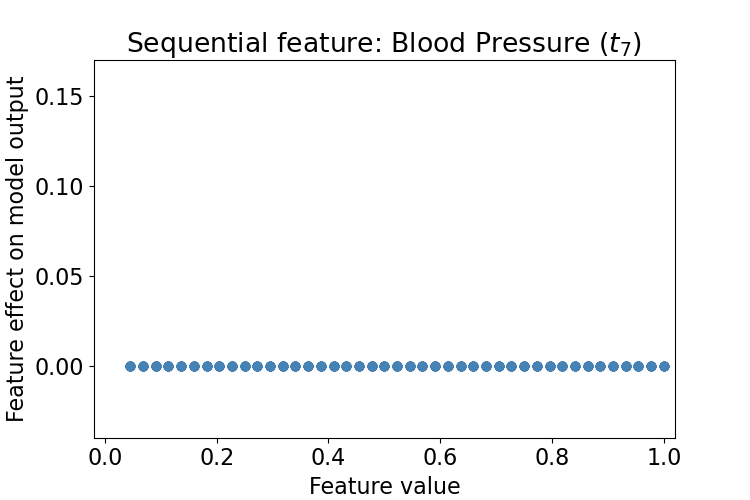 Sequential feature: Blood Pressure (t₇)
Feature effect on model output
0.15
0.10
0.05
0.00
0.0 0.2 0.4 0.6 0.8 1.0
Feature value